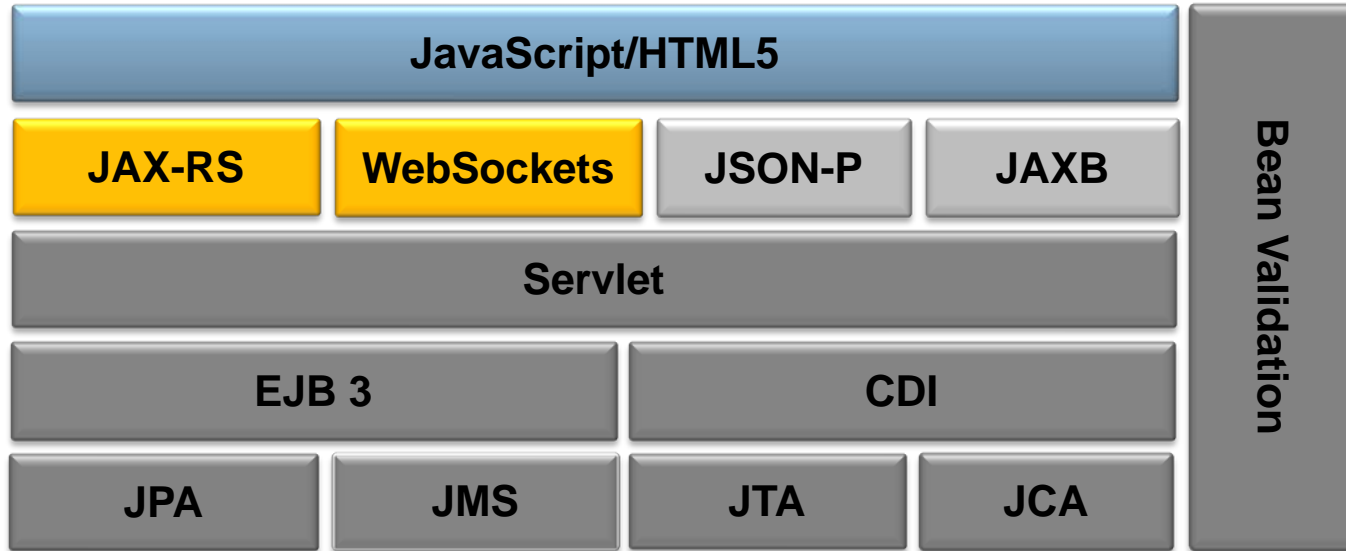 JavaScript/HTML5
JAX-RS
WebSockets
JSON-P
JAXB
Servlet
EJB 3
CDI
JPA
JMS
JTA
JCA
Bean Validation